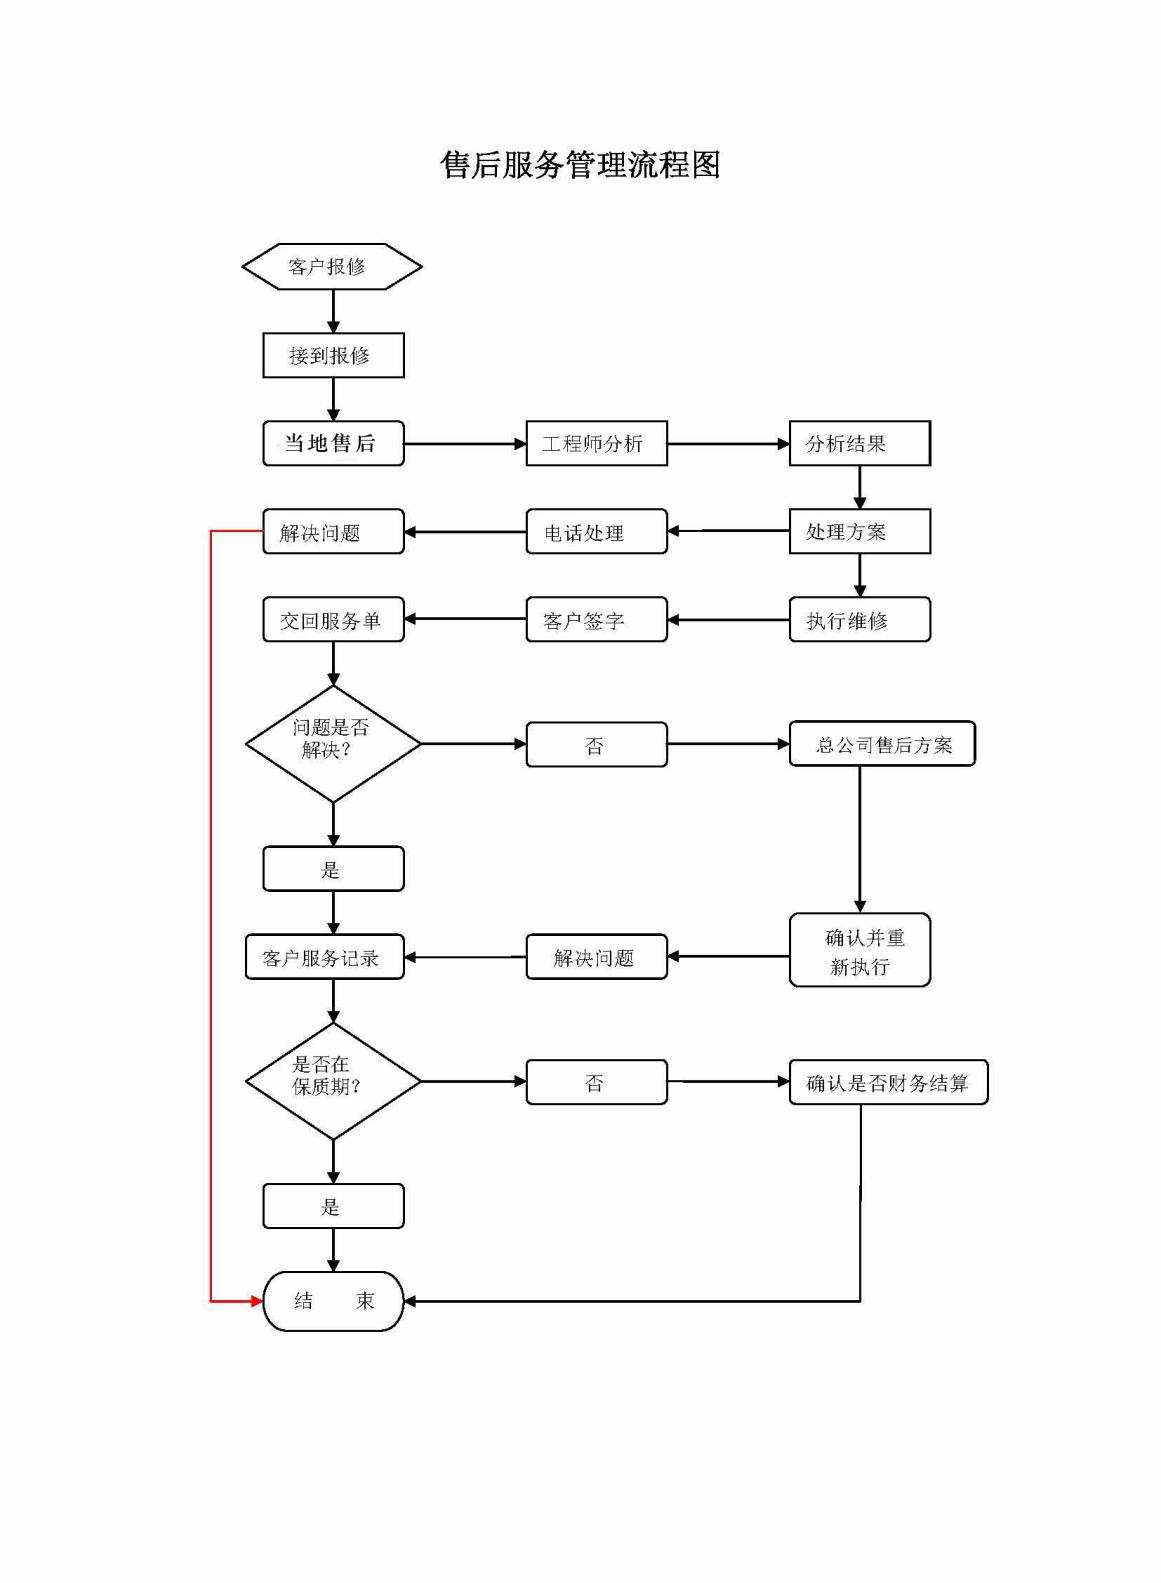 售后服务管理流程图
客户报修
接到报修
当地售后
工程师分析
分析结果
解决问题
电话处理
处理方案
交回服务单
客户签字
执行维修
问题是否
解决？
否
总公司售后方案
是
客户服务记录
解决问题
确认并重
新执行
是否在
保质期？
否
确认是否财务结算
是
结 束